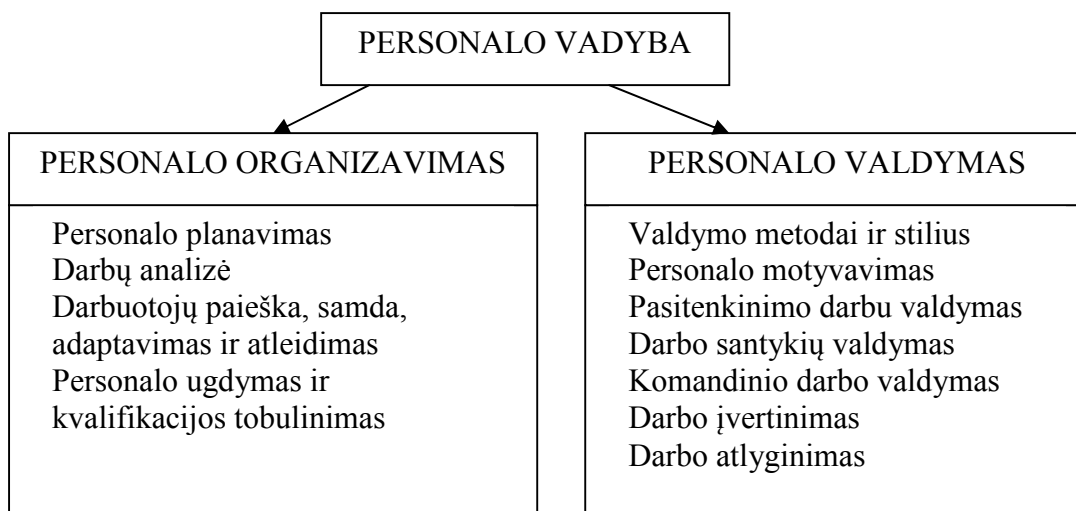 PERSONALO VADYBA
PERSONALO ORGANIZAVIMAS
Personalo planavimas
Darbų analizė
Darbuotojų paieška, samda,
adaptavimas ir atleidimas
Personalo ugdymas ir
kvalifikacijos tobulinimas
PERSONALO VALDYMAS
Valdymo metodai ir stilius
Personalo motyvavimas
Pasitenkinimo darbu valdymas
Darbo santykių valdymas
Komandinio darbo valdymas
Darbo įvertinimas
Darbo atlyginimas